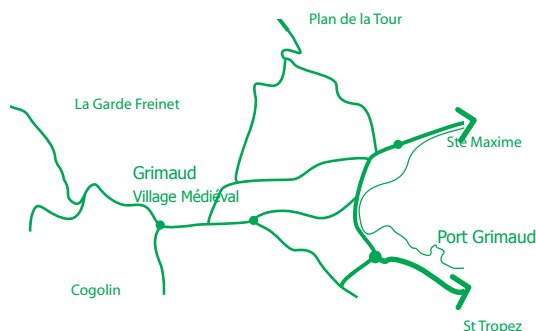 Plan de la Tour
La Garde Freinet
Ste Maxime
Grimaud
Village Médiéval
Port Grimaud
Cogolin
St Tropez